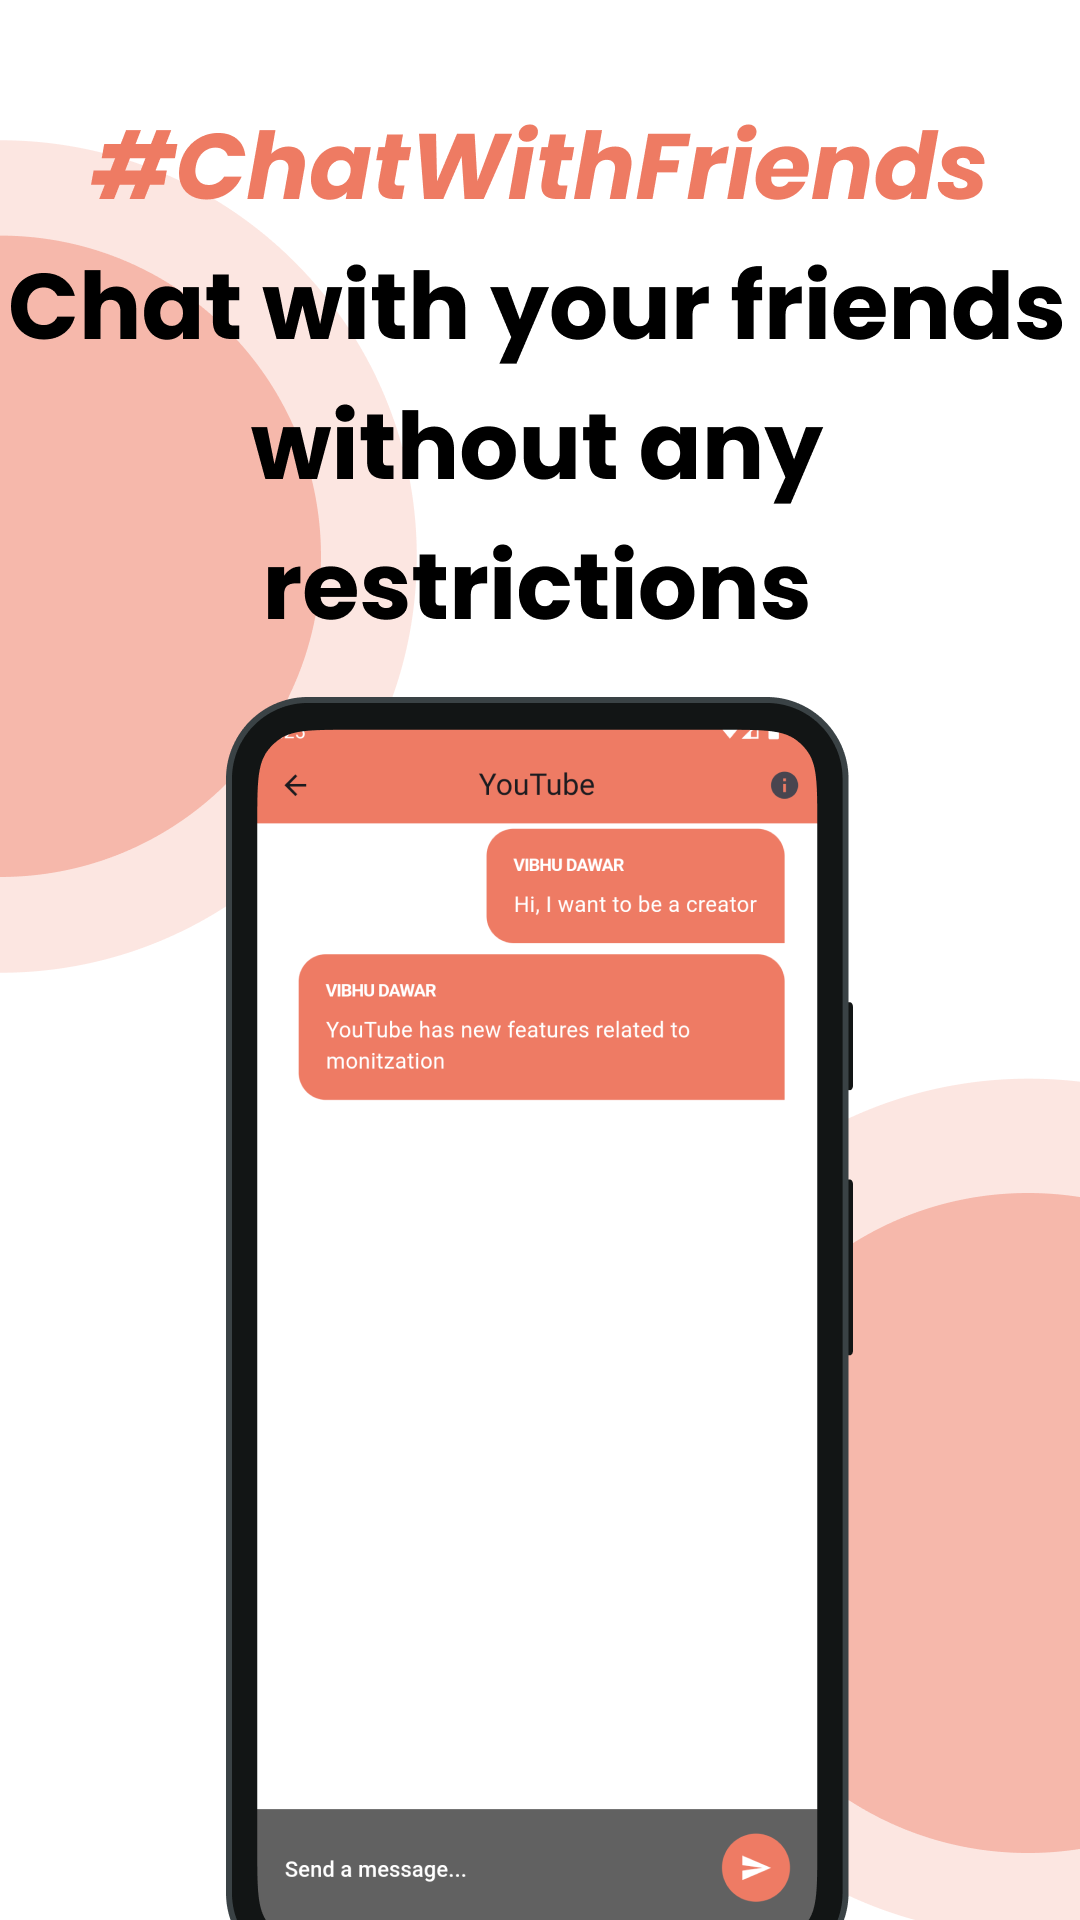 #ChatWithFriends
Chat with your friends
without any
restrictions
YouTube
VIBHU DAWAR
Hi, I want to be a creator
VIBHU DAWAR
YouTube has new features related to
monitzation
Send a message...